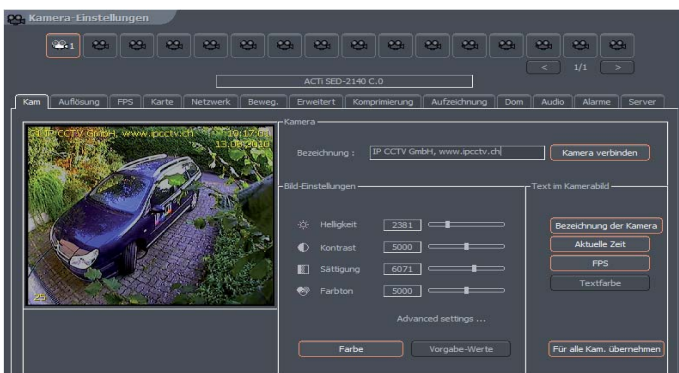 Kamera-Einstellungen
1
< 1/1 >
ACTi SED-2140 C.0
Kam Auflösung FPS Karte Netzwerk Beweg. Erweitert Komprimierung Aufzeichnung Dom Audio Alarme Server
IP CCTV GmbH, www.ipcctv.ch 19:17:01
13.08.2010
25
Kamera
Bezeichnung : IP CCTV GmbH, www.ipcctv.ch Kamera verbinden
Bild-Einstellungen
Helligkeit 2381
Kontrast 5000
Sättigung 6071
Farbton 5000
Advanced settings ...
Farbe Vorgabe-Werte
Text im Kamerabild
Bezeichnung der Kamera
Aktuelle Zeit
FPS
Textfarbe
Für alle Kam. übernehmen